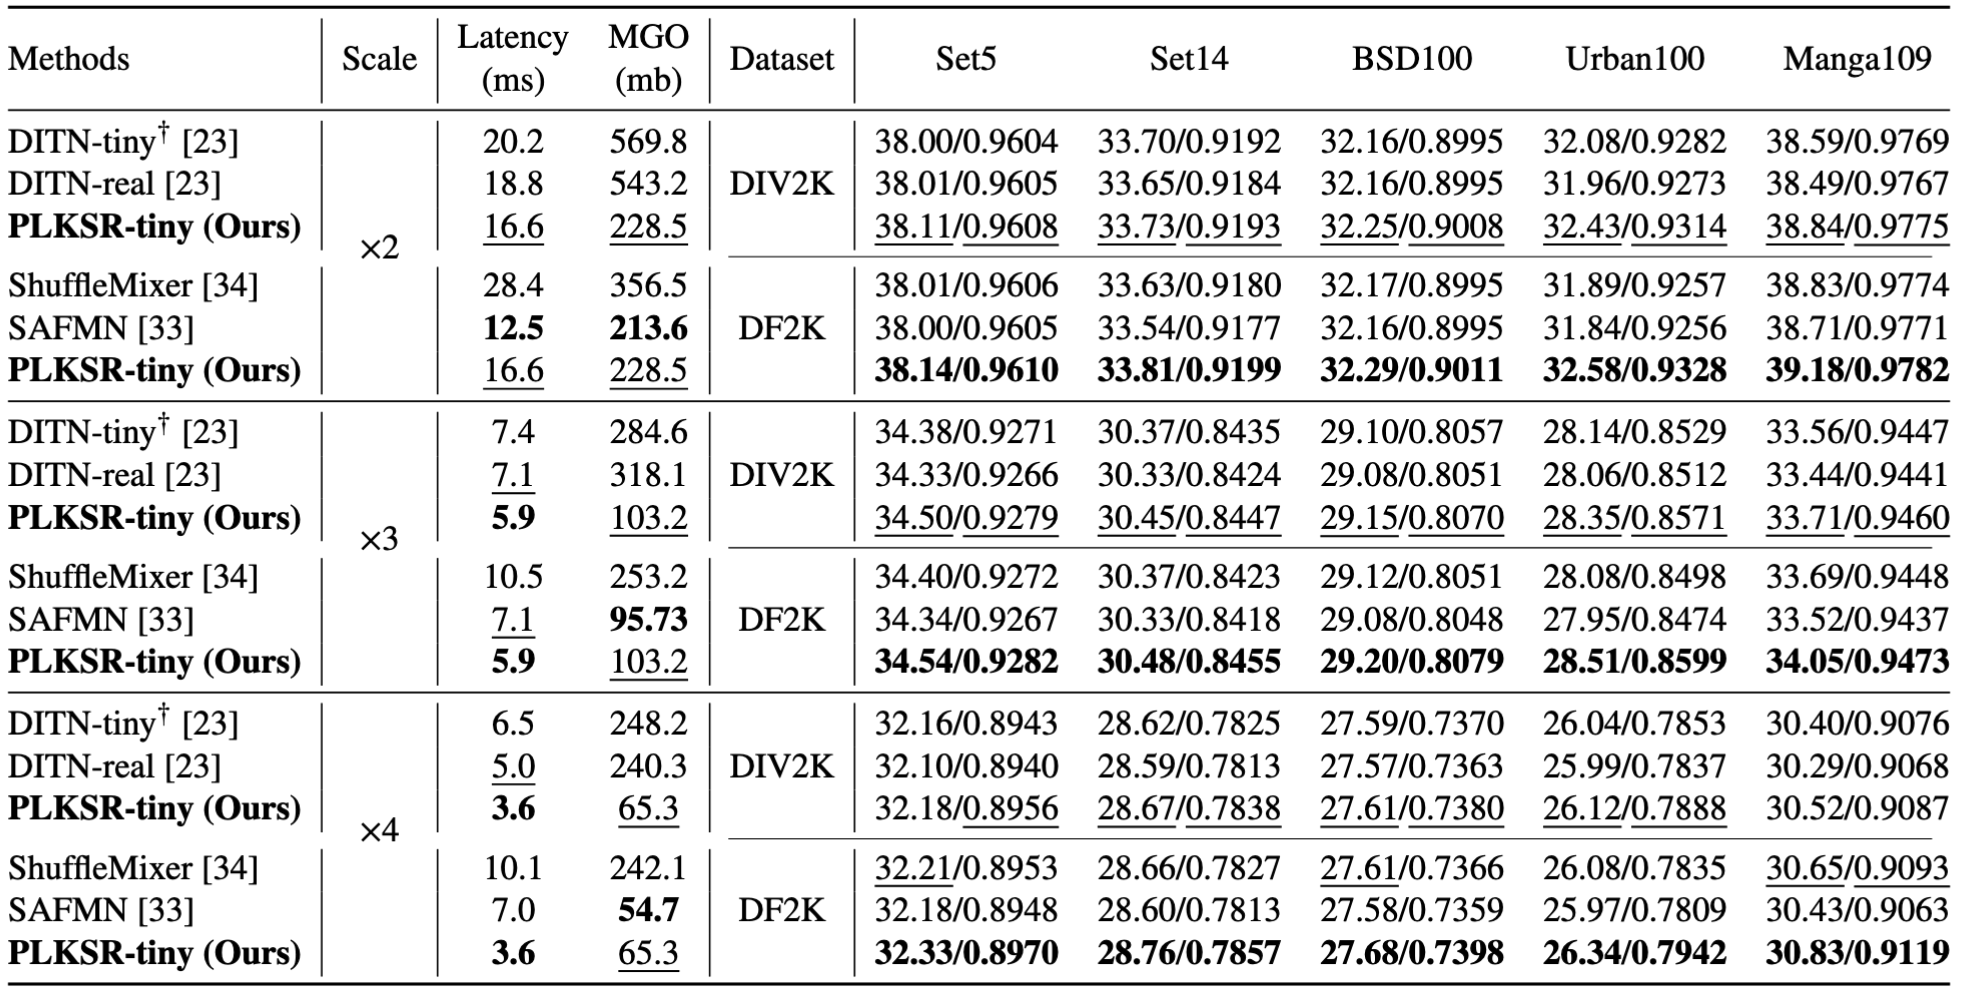 Methods Scale Latency (ms) MGO (mb) Dataset Set5 Set14 BSD100 Urban100 Manga109
DITN-tiny† [23] 20.2 569.8 38.00/0.9604 33.70/0.9192 32.16/0.8995 32.08/0.9282 38.59/0.9769
DITN-real [23] 18.8 543.2 DIV2K 38.01/0.9605 33.65/0.9184 32.16/0.8995 31.96/0.9273 38.49/0.9767
PLKSR-tiny (Ours) 16.6 228.5 38.11/0.9608 33.73/0.9193 32.25/0.9008 32.43/0.9314 38.84/0.9775
×2
ShuffleMixer [34] 28.4 356.5 38.01/0.9606 33.63/0.9180 32.17/0.8995 31.89/0.9257 38.83/0.9774
SAFMN [33] 12.5 213.6 DF2K 38.00/0.9605 33.54/0.9177 32.16/0.8995 31.84/0.9256 38.71/0.9771
PLKSR-tiny (Ours) 16.6 228.5 38.14/0.9610 33.81/0.9199 32.29/0.9011 32.58/0.9328 39.18/0.9782
DITN-tiny† [23] 7.4 284.6 34.38/0.9271 30.37/0.8435 29.10/0.8057 28.14/0.8529 33.56/0.9447
DITN-real [23] 7.1 318.1 DIV2K 34.33/0.9266 30.33/0.8424 29.08/0.8051 28.06/0.8512 33.44/0.9441
PLKSR-tiny (Ours) 5.9 103.2 34.50/0.9279 30.45/0.8447 29.15/0.8070 28.35/0.8571 33.71/0.9460
×3
ShuffleMixer [34] 10.5 253.2 34.40/0.9272 30.37/0.8423 29.12/0.8051 28.08/0.8498 33.69/0.9448
SAFMN [33] 7.1 95.73 DF2K 34.34/0.9267 30.33/0.8418 29.08/0.8048 27.95/0.8474 33.52/0.9437
PLKSR-tiny (Ours) 5.9 103.2 34.54/0.9282 30.48/0.8455 29.20/0.8079 28.51/0.8599 34.05/0.9473
DITN-tiny† [23] 6.5 248.2 32.16/0.8943 28.62/0.7825 27.59/0.7370 26.04/0.7853 30.40/0.9076
DITN-real [23] 5.0 240.3 DIV2K 32.10/0.8940 28.59/0.7813 27.57/0.7363 25.99/0.7837 30.29/0.9068
PLKSR-tiny (Ours) 3.6 65.3 32.18/0.8956 28.67/0.7838 27.61/0.7380 26.12/0.7888 30.52/0.9087
×4
ShuffleMixer [34] 10.1 242.1 32.21/0.8953 28.66/0.7827 27.61/0.7366 26.08/0.7835 30.65/0.9093
SAFMN [33] 7.0 54.7 DF2K 32.18/0.8948 28.60/0.7813 27.58/0.7359 25.97/0.7809 30.43/0.9063
PLKSR-tiny (Ours) 3.6 65.3 32.33/0.8970 28.76/0.7857 27.68/0.7398 26.34/0.7942 30.83/0.9119